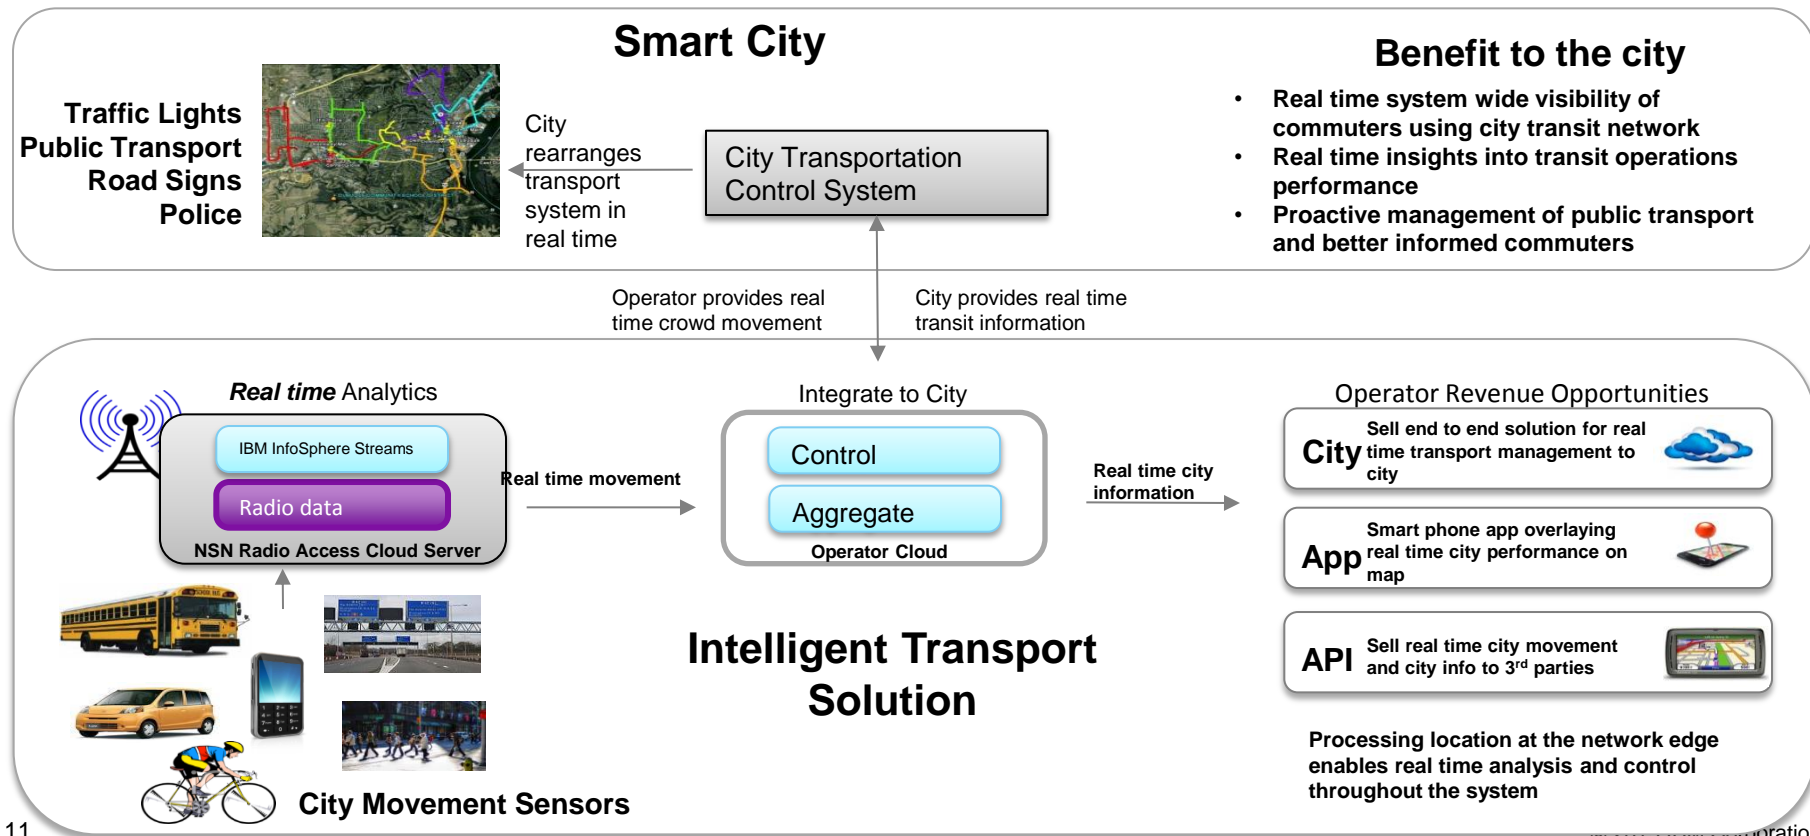 Smart City
Traffic Lights
Public Transport
Road Signs
Police
City
rearranges
transport
system in
real time
City Transportation
Control System
Benefit to the city
• Real time system wide visibility of
commuters using city transit network
• Real time insights into transit operations
performance
• Proactive management of public transport
and better informed commuters
Operator provides real
time crowd movement
City provides real time
transit information
Real time Analytics
IBM InfoSphere Streams
Radio data
NSN Radio Access Cloud Server
Real time movement
Integrate to City
Control
Aggregate
Operator Cloud
Real time city
information
Operator Revenue Opportunities
City
Sell end to end solution for real
time transport management to
city
App
Smart phone app overlaying
real time city performance on
map
API
Sell real time city movement
and city info to 3rd parties
Intelligent Transport
Solution
City Movement Sensors
Processing location at the network edge
enables real time analysis and control
throughout the system
11